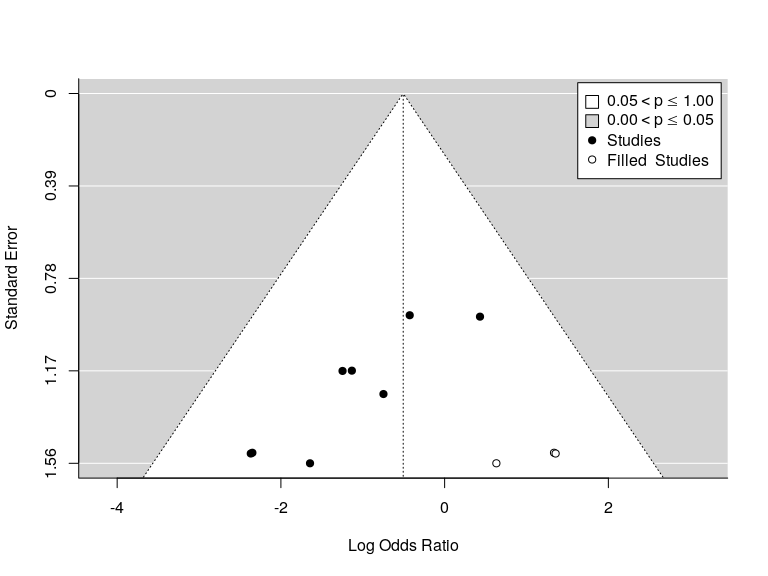 0.05 < p ≤ 1.00
0.00 < p ≤ 0.05
Studies
Filled Studies
Standard Error
0
0.39
0.78
1.17
1.56
-4 -2 0 2
Log Odds Ratio